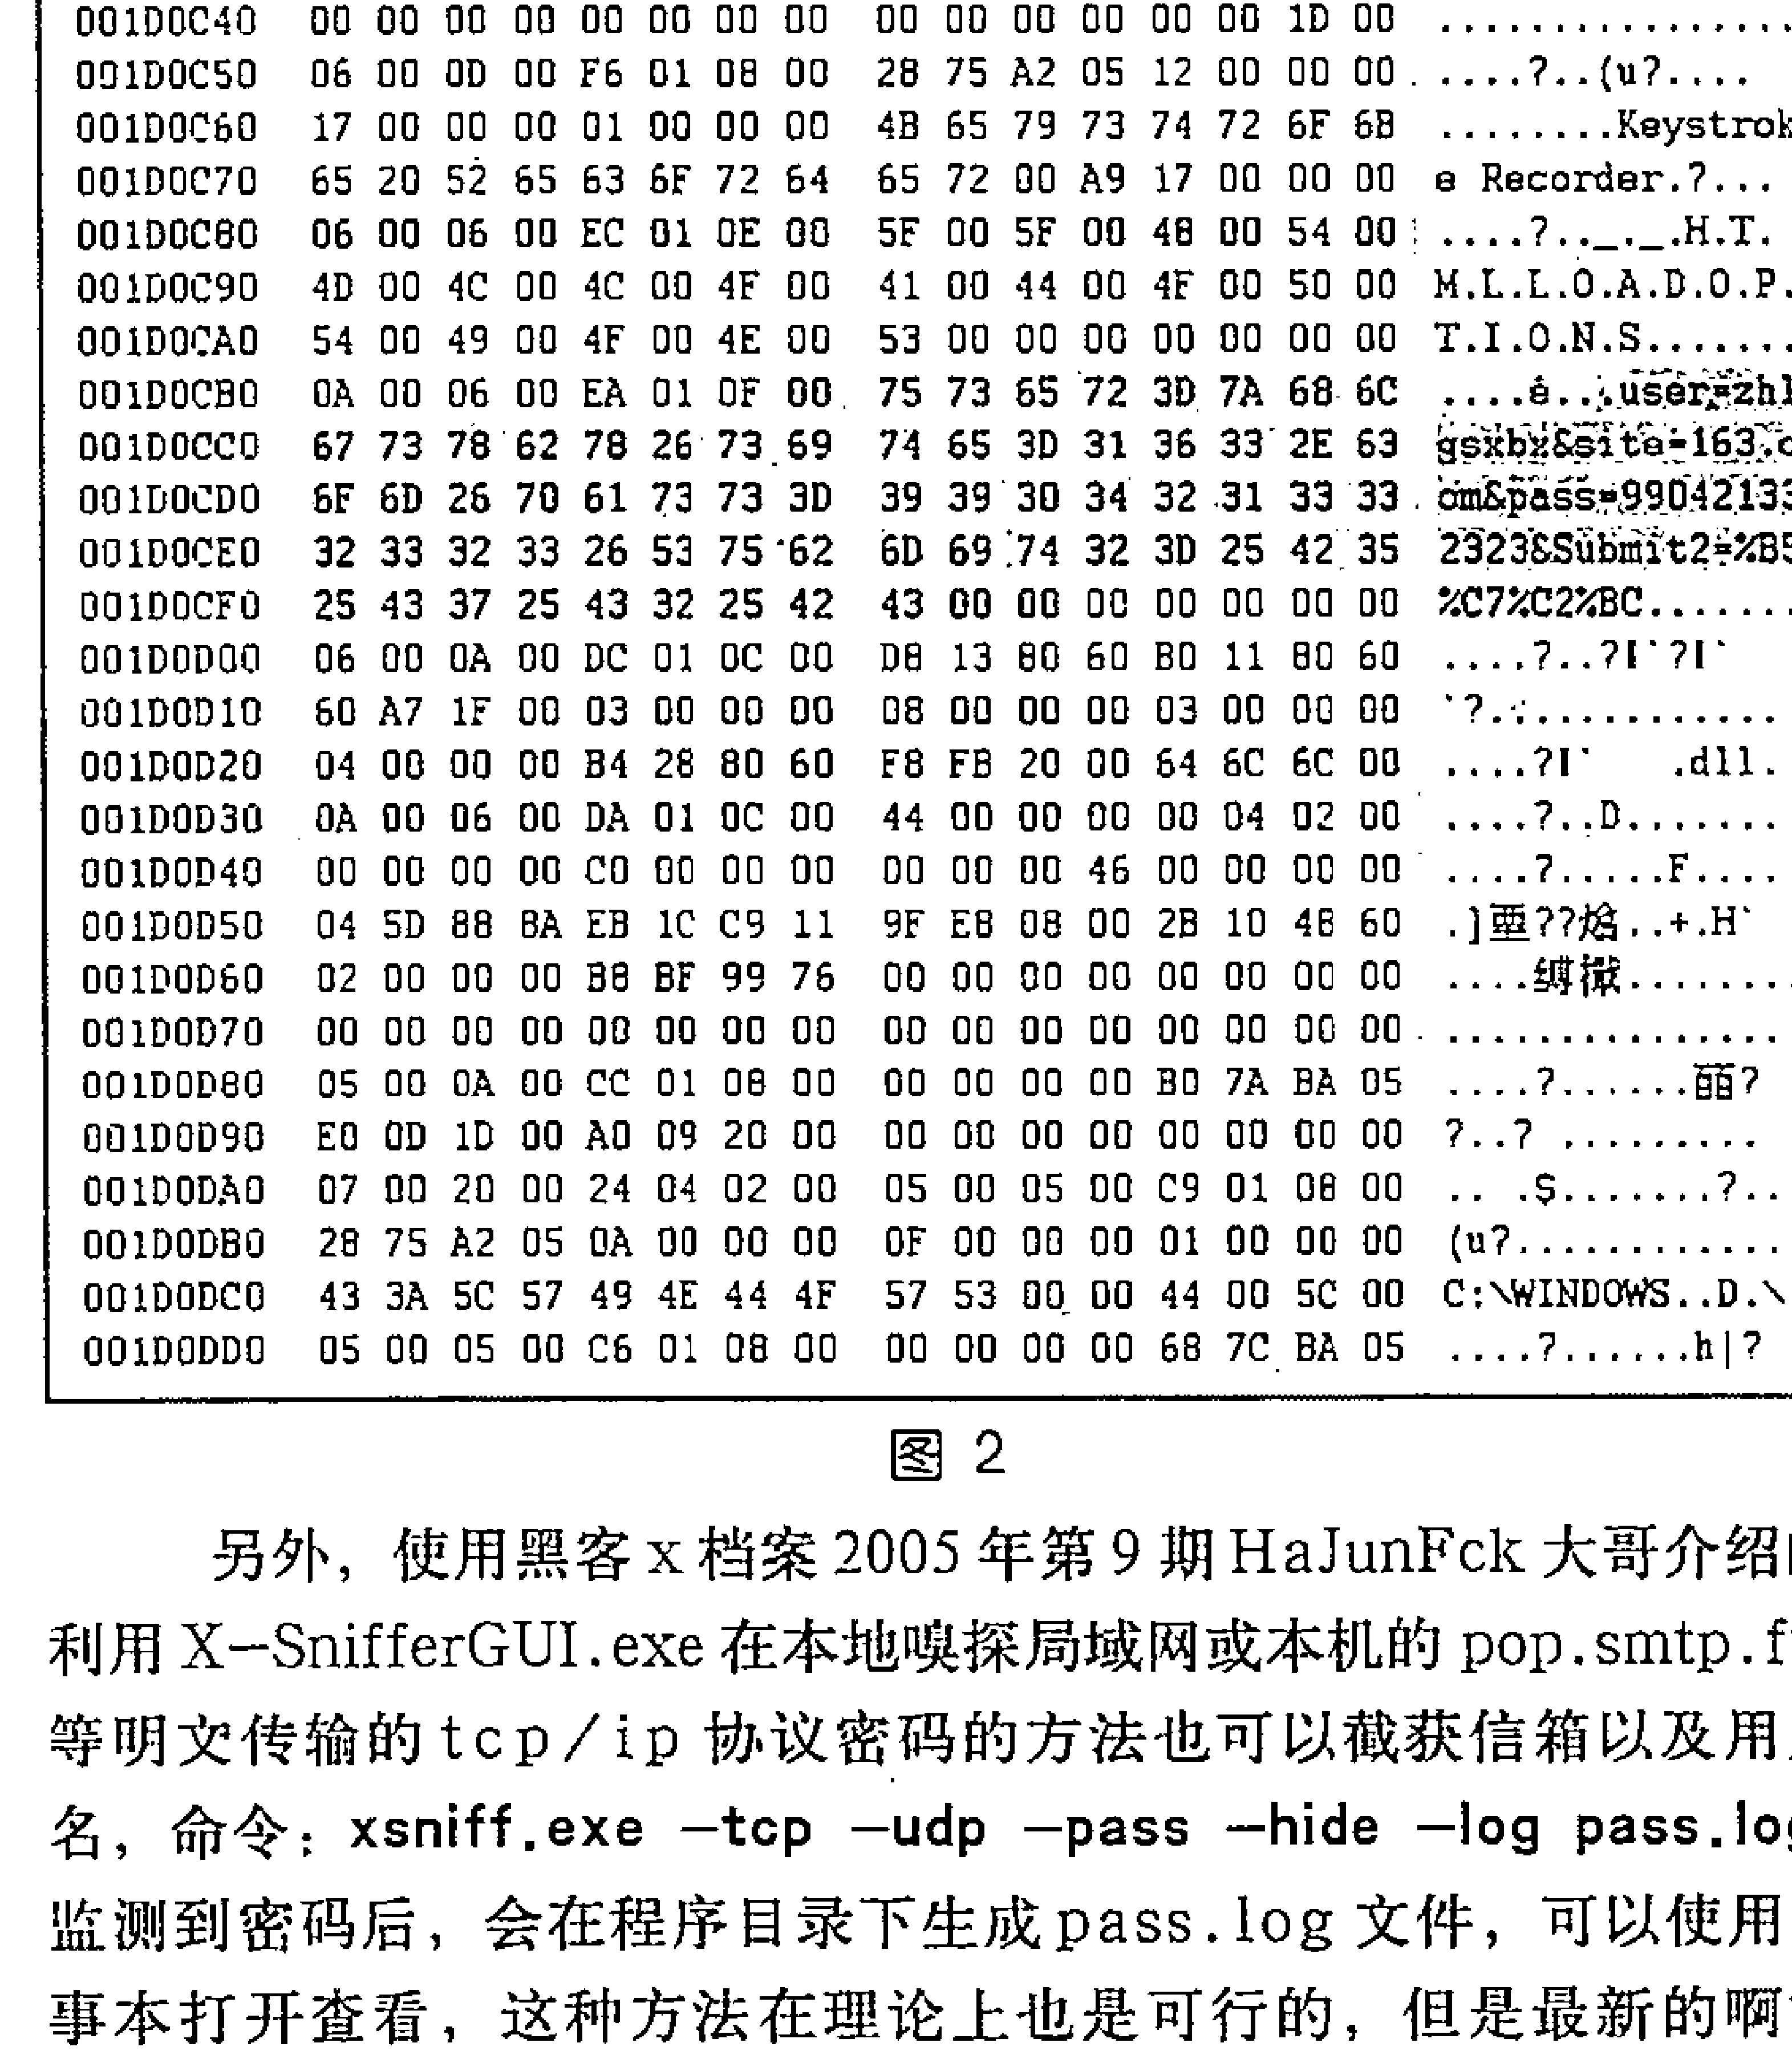 001D0C40 00 00 00 00 00 00 00 00 00 00 00 00 00 00 1D 00 ................
001D0C50 06 00 0D 00 F6 01 08 00 28 75 A2 05 12 00 00 00 ....?..(u?....
001D0C60 17 00 00 00 01 00 00 00 4B 65 79 73 74 72 6F 6B ........Keystrok
001D0C70 65 20 52 65 63 6F 72 64 65 72 00 A9 17 00 00 00 e Recorder.?...
001D0C80 06 00 06 00 EC 01 0E 00 5F 00 5F 00 48 00 54 00 ....?.._._.H.T.
001D0C90 4D 00 4C 00 4C 00 4F 00 41 00 44 00 4F 00 50 00 M.L.L.O.A.D.O.P.
001D0CA0 54 00 49 00 4F 00 4E 00 53 00 00 00 00 00 00 00 T.I.O.N.S.......
001D0CB0 0A 00 06 00 EA 01 0F 00 75 73 65 72 3D 7A 68 6C ....ê...user=zhl
001D0CC0 67 73 78 62 78 26 73 69 74 65 3D 31 36 33 2E 63 gsxbx&site=163.c
001D0CD0 6F 6D 26 70 61 73 73 3D 39 39 30 34 32 31 33 33 om&pass=99042133
001D0CE0 32 33 32 33 26 53 75 62 6D 69 74 32 3D 25 42 35 2323&Submit2=%B5
001D0CF0 25 43 37 25 43 32 25 42 43 00 00 00 00 00 00 00 %C7%C2%BC.......
001D0D00 06 00 0A 00 DC 01 0C 00 D8 13 80 60 B0 11 80 60 ....?..?I`?I`
001D0D10 60 A7 1F 00 03 00 00 00 08 00 00 00 03 00 00 00 `?..............
001D0D20 04 00 00 00 B4 28 80 60 F8 FB 20 00 64 6C 6C 00 ....?I` .dll.
001D0D30 0A 00 06 00 DA 01 0C 00 44 00 00 00 00 04 02 00 ....?..D.......
001D0D40 00 00 00 00 C0 00 00 00 00 00 00 46 00 00 00 00 ....?.....F....
001D0D50 04 5D 88 8A EB 1C C9 11 9F E8 08 00 2B 10 48 60 .]亜??焓..+.H`
001D0D60 02 00 00 00 B8 BF 99 76 00 00 00 00 00 00 00 00 ....缚檝........
001D0D70 00 00 00 00 00 00 00 00 00 00 00 00 00 00 00 00 ................
001D0D80 05 00 0A 00 CC 01 08 00 00 00 00 00 B0 7A BA 05 ....?......皕?
001D0D90 E0 0D 1D 00 A0 09 20 00 00 00 00 00 00 00 00 00 ?..? .........
001D0DA0 07 00 20 00 24 04 02 00 05 00 05 00 C9 01 08 00 .. .$.......?..
001D0DB0 28 75 A2 05 0A 00 00 00 0F 00 00 00 01 00 00 00 (u?............
001D0DC0 43 3A 5C 57 49 4E 44 4F 57 53 00 00 44 00 5C 00 C:\WINDOWS..D.\
001D0DD0 05 00 05 00 C6 01 08 00 00 00 00 00 68 7C BA 05 ....?......h|?
图 2
另外，使用黑客x档案2005年第9期HaJunFck大哥介绍
利用X-SnifferGUI.exe在本地嗅探局域网或本机的pop.smtp.f
等明文传输的tcp/ip协议密码的方法也可以截获信箱以及用
名，命令：xsniff.exe -tcp -udp -pass -hide -log pass.log
监测到密码后，会在程序目录下生成pass.log文件，可以使用
事本打开查看，这种方法在理论上也是可行的，但是最新的啊